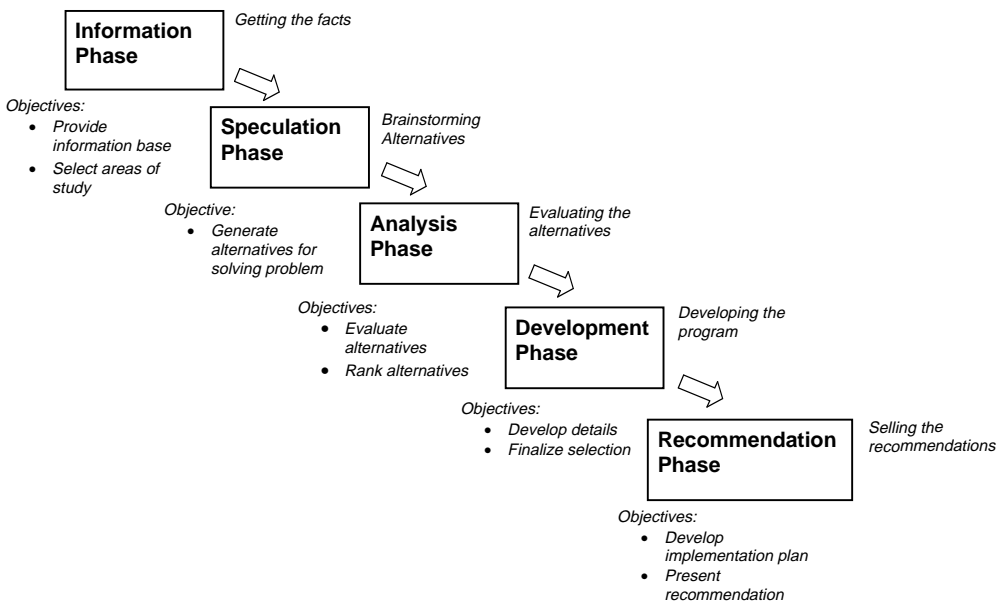 Information
Phase
Getting the facts
Objectives:
• Provide
information base
• Select areas of
study
Speculation
Phase
Brainstorming
Alternatives
Objective:
• Generate
alternatives for
solving problem
Analysis
Phase
Evaluating the
alternatives
Objectives:
• Evaluate
alternatives
• Rank alternatives
Development
Phase
Developing the
program
Objectives:
• Develop details
• Finalize selection
Recommendation
Phase
Selling the
recommendations
Objectives:
• Develop
implementation plan
• Present
recommendation